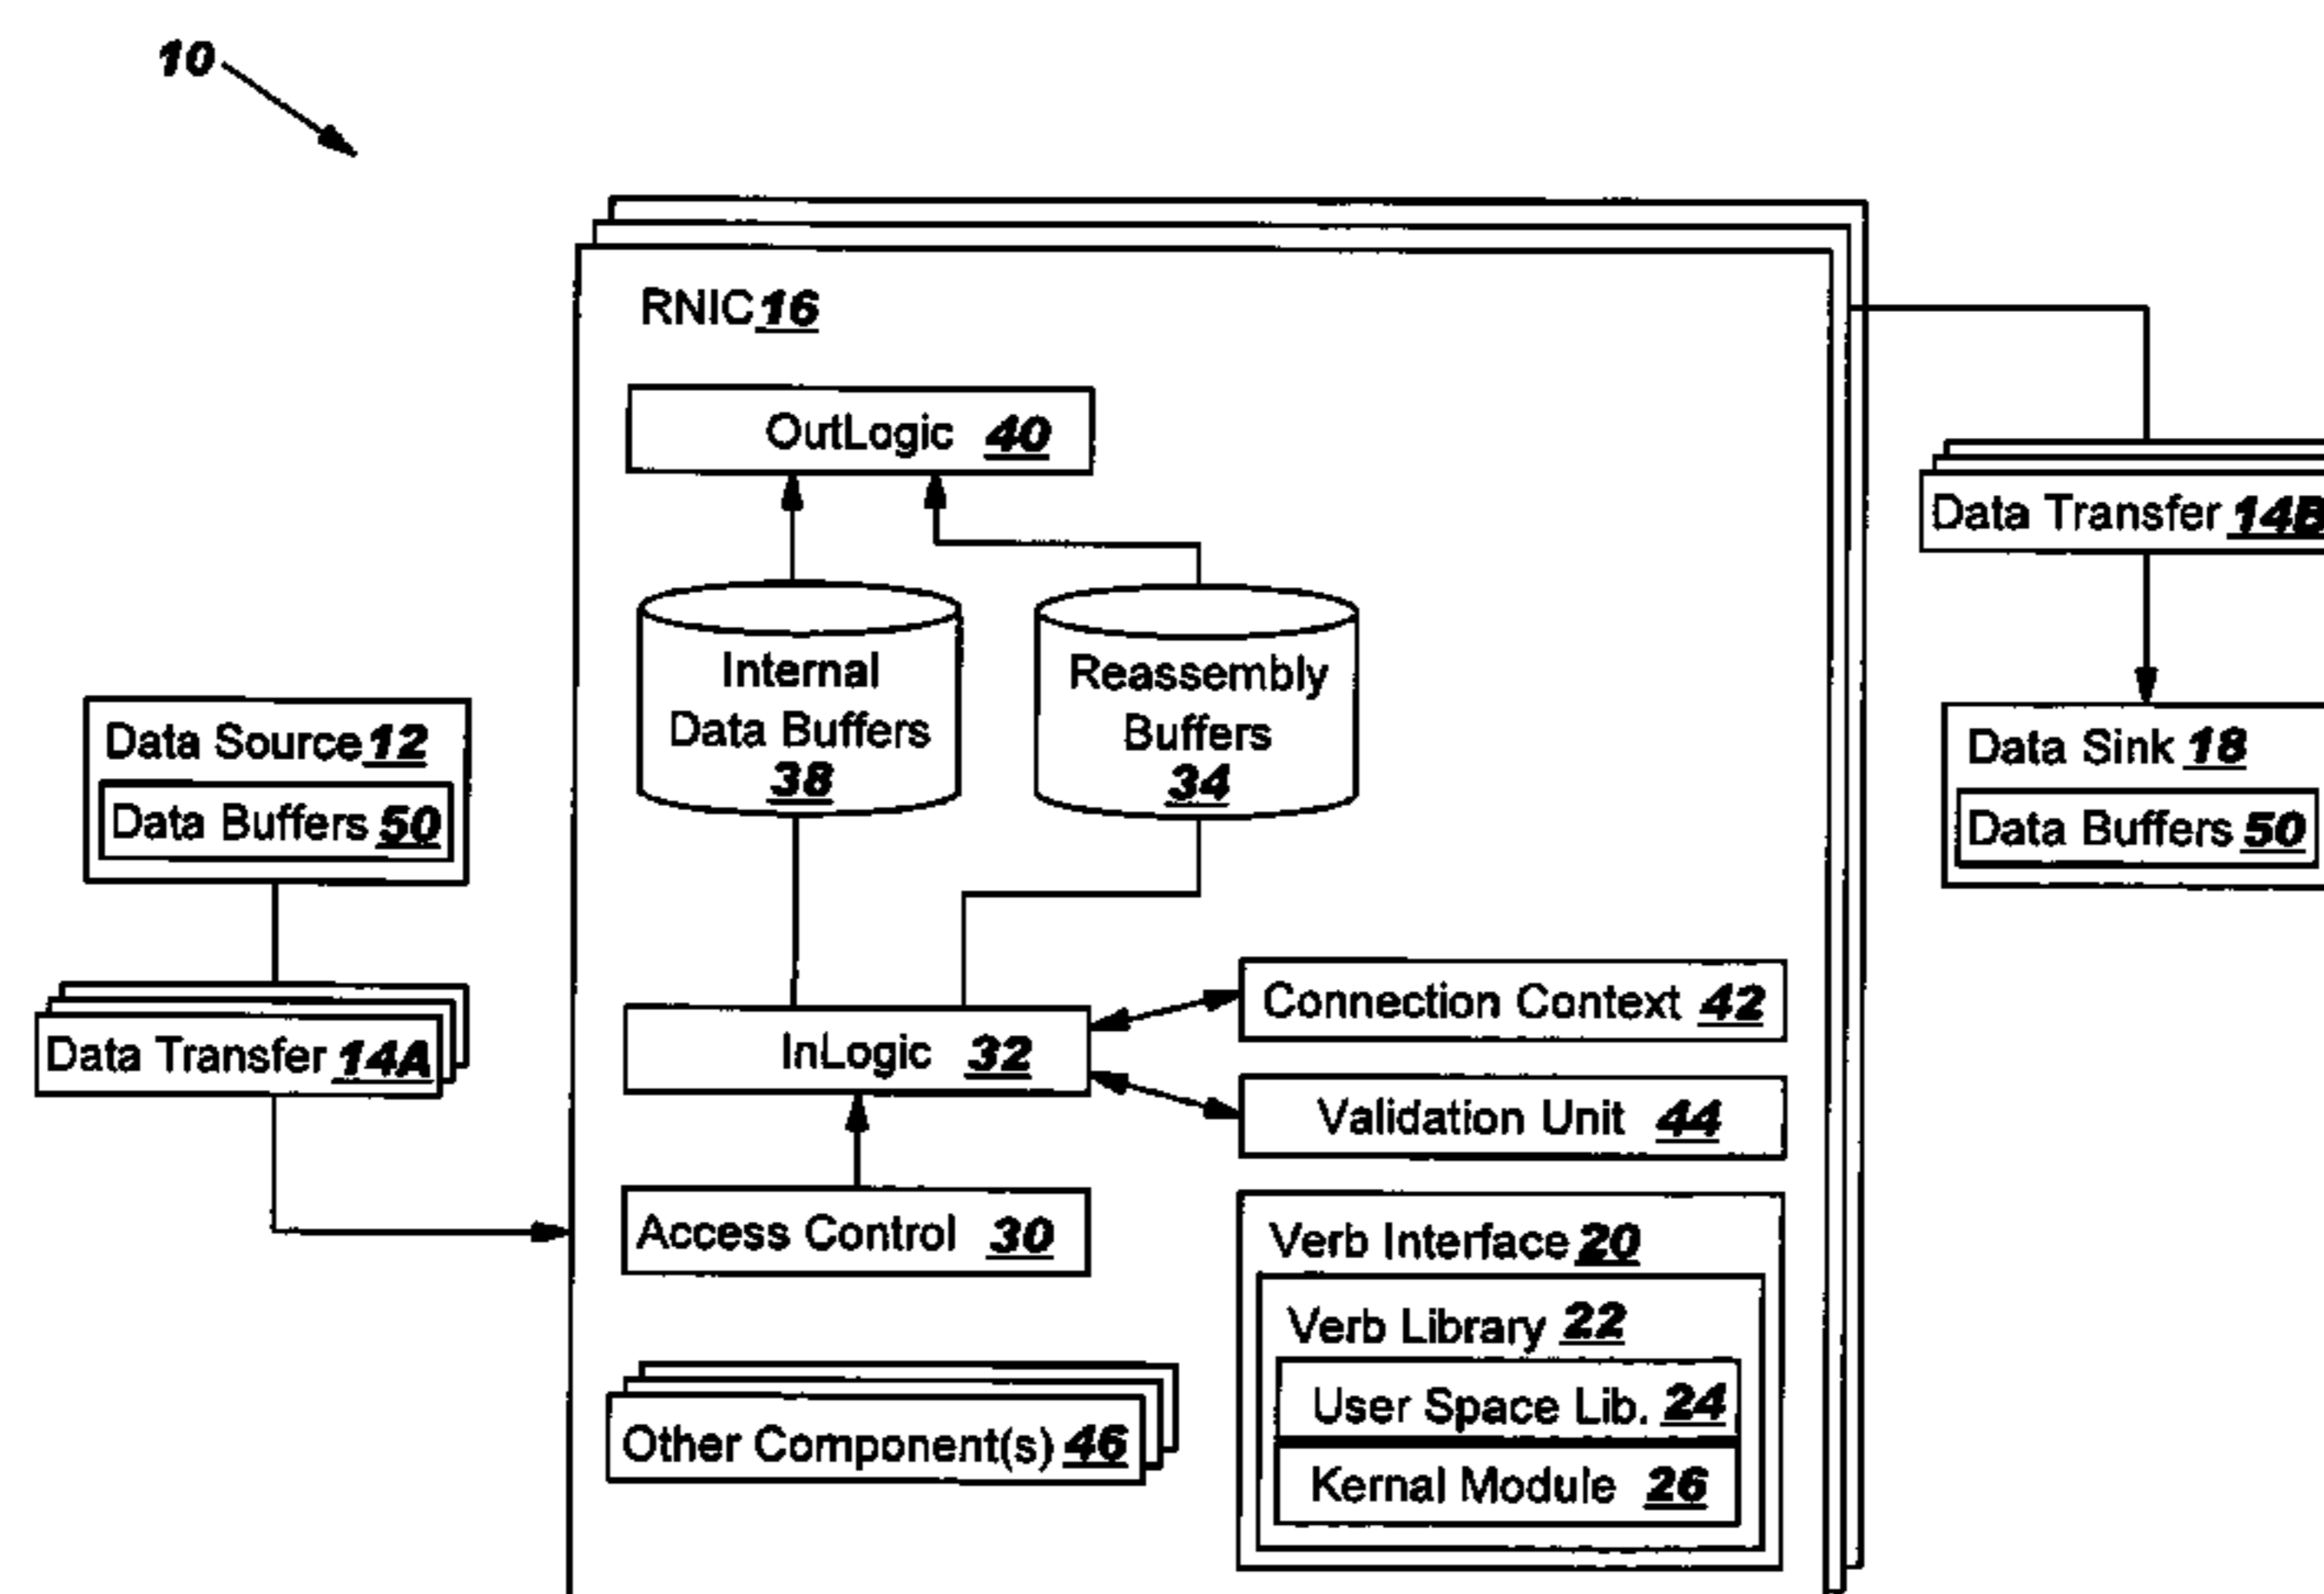 10
RNIC 16
OutLogic 40
Data Transfer 14B
Internal
Data Buffers
38
Reassembly
Buffers
34
Data Source 12
Data Buffers 50
Data Sink 18
Data Buffers 50
Data Transfer 14A
InLogic 32
Connection Context 42
Validation Unit 44
Access Control 30
Verb Interface 20
Verb Library 22
User Space Lib. 24
Kernal Module 26
Other Component(s) 46